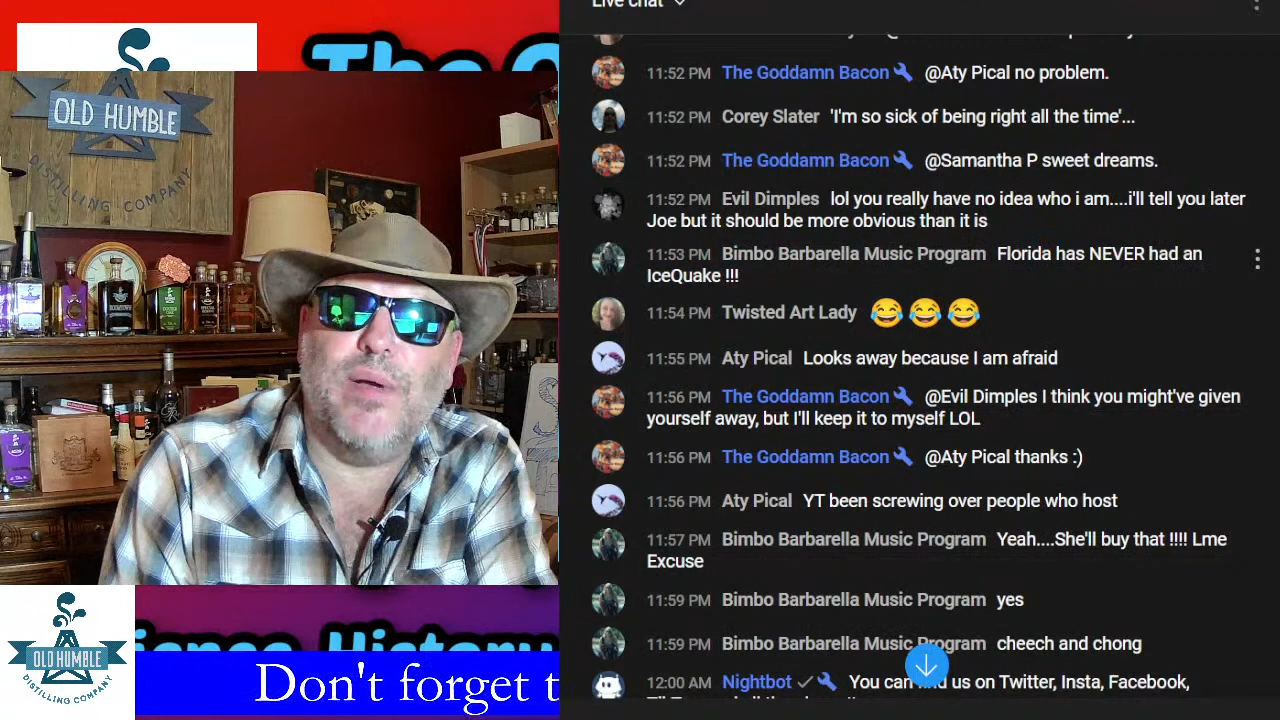 The
OLD HUMBLE
DISTILLING COMPANY
Live chat
11:52 PM The Goddamn Bacon @Aty Pical no problem.
11:52 PM Corey Slater 'I'm so sick of being right all the time'...
11:52 PM The Goddamn Bacon @Samantha P sweet dreams.
11:52 PM Evil Dimples lol you really have no idea who i am....i'll tell you later
Joe but it should be more obvious than it is
11:53 PM Bimbo Barbarella Music Program Florida has NEVER had an
IceQuake !!!
11:54 PM Twisted Art Lady 😂😂😂
11:55 PM Aty Pical Looks away because I am afraid
11:56 PM The Goddamn Bacon @Evil Dimples I think you might've given
yourself away, but I'll keep it to myself LOL
11:56 PM The Goddamn Bacon @Aty Pical thanks :)
11:56 PM Aty Pical YT been screwing over people who host
11:57 PM Bimbo Barbarella Music Program Yeah....She'll buy that !!!! Lme
Excuse
11:59 PM Bimbo Barbarella Music Program yes
11:59 PM Bimbo Barbarella Music Program cheech and chong
12:00 AM Nightbot You can find us on Twitter, Insta, Facebook,
OLD HUMBLE
DISTILLING COMPANY
ience, History
Don't forget t